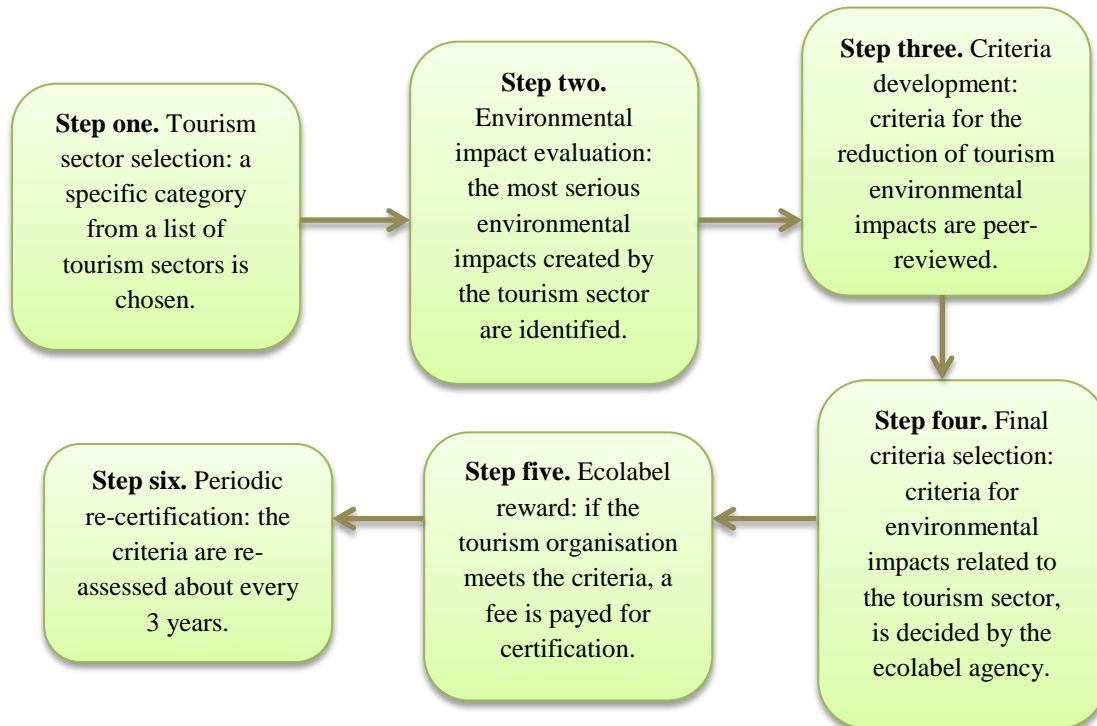 Step one. Tourism
sector selection: a
specific category
from a list of
tourism sectors is
chosen.
Step two.
Environmental
impact evaluation:
the most serious
environmental
impacts created by
the tourism sector
are identified.
Step three. Criteria
development:
criteria for the
reduction of tourism
environmental
impacts are peer-
reviewed.
Step four. Final
criteria selection:
criteria for
environmental
impacts related to
the tourism sector,
is decided by the
ecolabel agency.
Step five. Ecolabel
reward: if the
tourism organisation
meets the criteria, a
fee is payed for
certification.
Step six. Periodic
re-certification: the
criteria are re-
assessed about every
3 years.